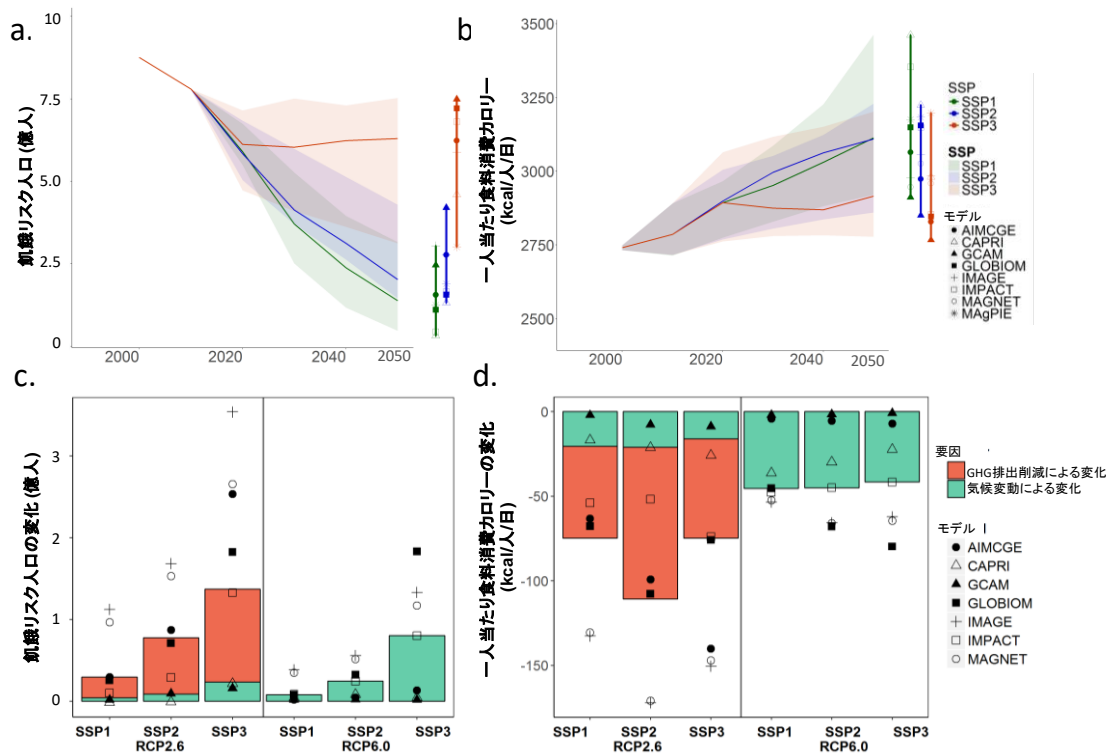 a.
飢餓リスク人口 (億人)
10
7.5
5.0
2.5
0
2000
2020
2040
2050
b
一人当たり食料消費カロリー
(kcal/人/日)
3500
3250
3000
2750
2500
2000
2020
2040
2050
SSP
SSP1
SSP2
SSP3
SSP
SSP1
SSP2
SSP3
モデル
AIMCGE
CAPRI
GCAM
GLOBIOM
IMAGE
IMPACT
MAGNET
MAgPIE
c.
飢餓リスク人口の変化 (億人)
3
2
1
0
SSP1
SSP2
SSP3
SSP1
SSP2
SSP3
RCP2.6
RCP6.0
d.
一人当たり食料消費カロリーの変化
(kcal/人/日)
0
-50
-100
-150
SSP1
SSP2
SSP3
SSP1
SSP2
SSP3
RCP2.6
RCP6.0
要因
GHG排出削減による変化
気候変動による変化
モデル
AIMCGE
CAPRI
GCAM
GLOBIOM
IMAGE
IMPACT
MAGNET